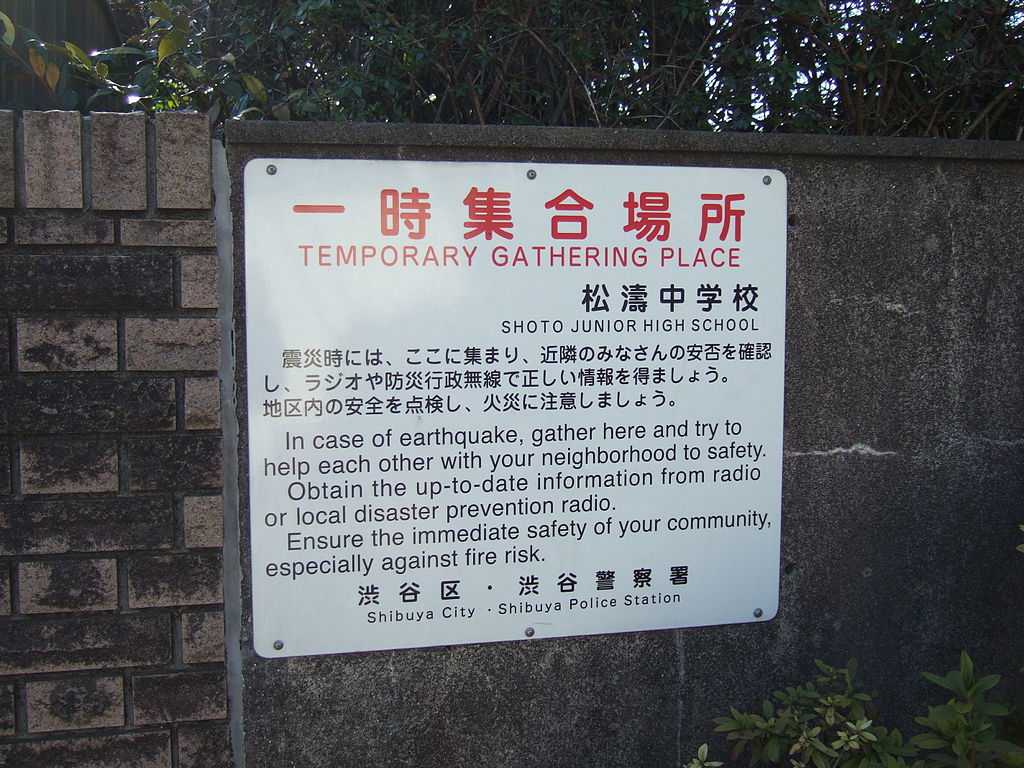 一時集合場所
TEMPORARY GATHERING PLACE
松濤中学校
SHOTO JUNIOR HIGH SCHOOL
震災時には、ここに集まり、近隣のみなさんの安否を確認
し、ラジオや防災行政無線で正しい情報を得ましょう。
地区内の安全を点検し、火災に注意しましょう。
In case of earthquake, gather here and try to
help each other with your neighborhood to safety.
Obtain the up-to-date information from radio
or local disaster prevention radio.
Ensure the immediate safety of your community,
especially against fire risk.
渋谷区・渋谷警察署
Shibuya City ・Shibuya Police Station